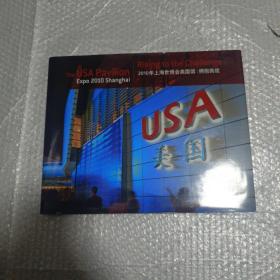 The USA Pavilion
Expo 2010 Shanghai
Rising to the Challenge
2010年上海世博会美国馆
USA
美国